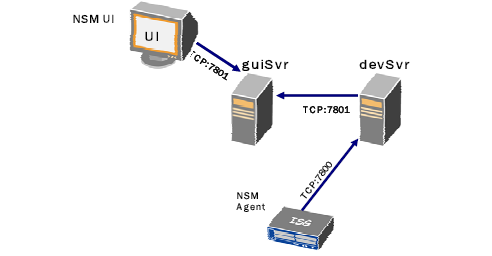 NSM UI
UI
TCP:7801
guiSvr
devSvr
TCP:7801
TCP:7800
NSM
Agent
ISG